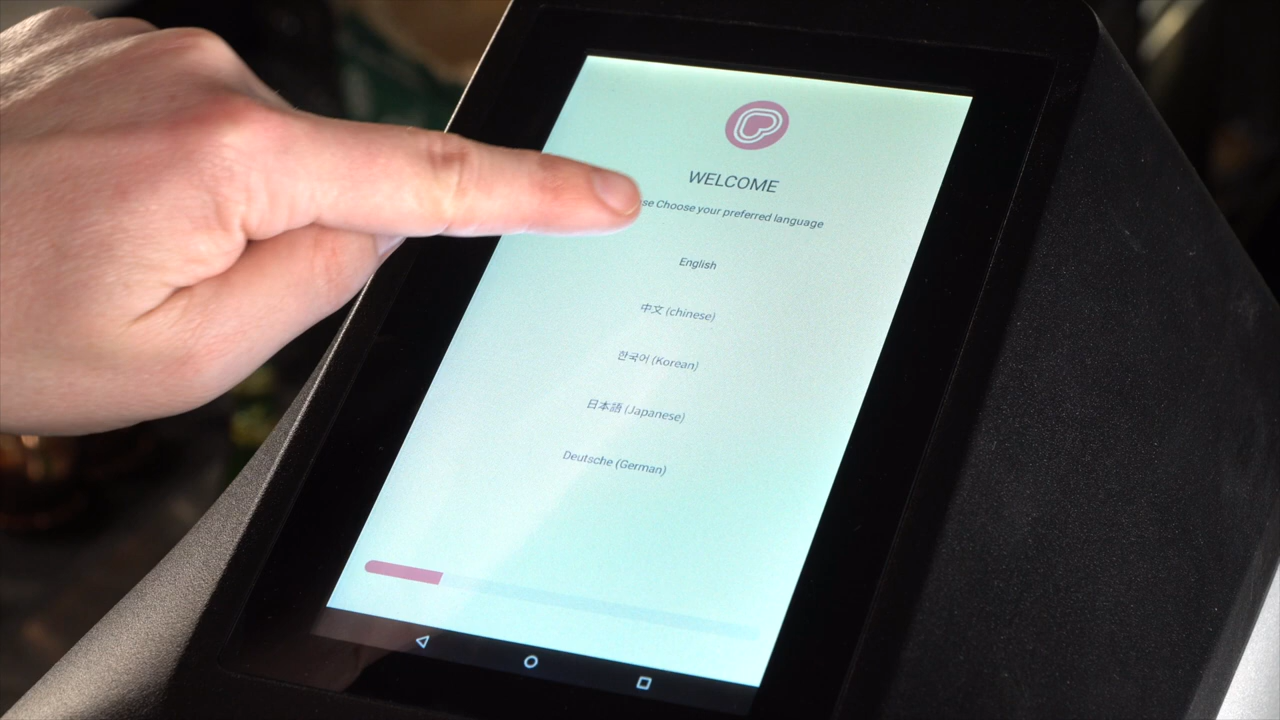 WELCOME
Choose your preferred language
English
中文 (chinese)
한국어 (Korean)
日本語 (Japanese)
Deutsche (German)